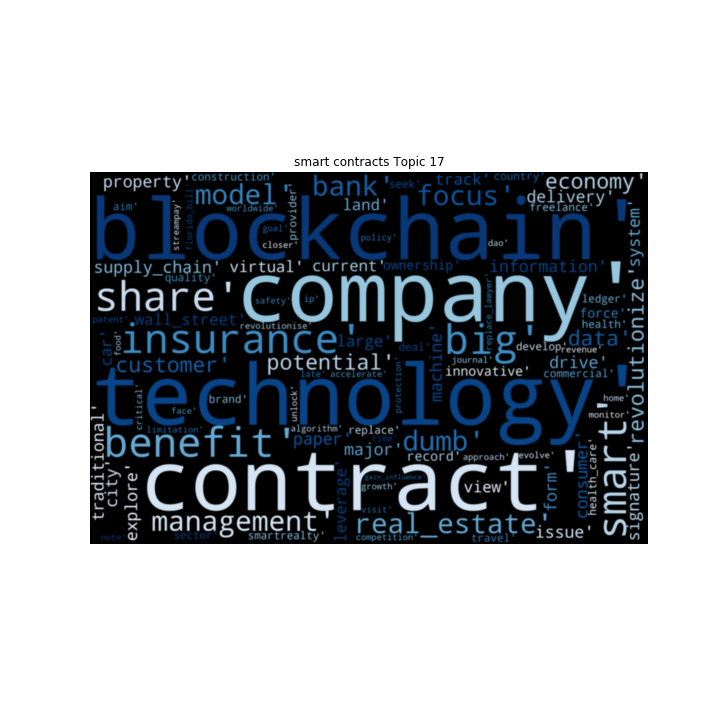 smart contracts Topic 17
property'
construction'
model'
bank'
seek'
track'
country'
economy'
aim'
streampay'
florida_bill'
worldwide'
provider'
land'
focus'
delivery'
freelance'
goal'
closer'
policy'
dao'
blockchain'
system'
supply_chain'
virtual'
current'
ownership'
information'
quality'
share'
company'
safety'
ip'
replace_lawyer'
ledger'
force'
health'
patent'
wall_street'
revolutionise'
insurance'
large'
deal'
big'
develop'
revenue'
data'
revolutionize'
car'
food'
customer'
potential'
machine'
journal'
innovative'
drive'
commercial'
late'
accelerate'
protection'
technology'
critical'
face'
brand'
unlock'
home'
monitor'
limitation'
algorithm'
replace'
lime'
benefit'
paper'
major'
dumb'
record'
approach'
evolve'
traditional'
city'
explore'
contract'
gain_influence'
growth'
view'
form'
consumer'
health_care'
smart'
signature'
visit'
leverage'
management'
real_estate'
issue'
note'
sector'
smartrealty'
competition'
travel'